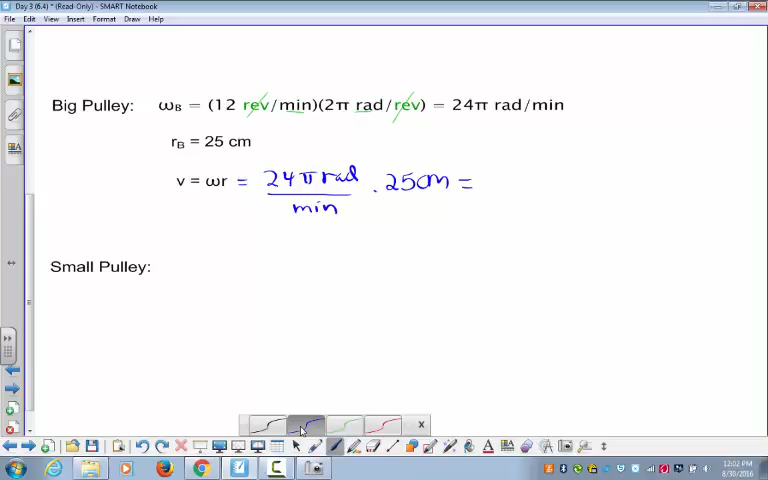 Day 3 (6.4) * (Read-Only) - SMART Notebook
File Edit View Insert Format Draw Help
Big Pulley: ωB = (12 rev/min)(2π rad/rev) = 24π rad/min
rB = 25 cm
v = ωr = 24π rad/min · 25cm =
Small Pulley:
x
12:02 PM
8/30/2016